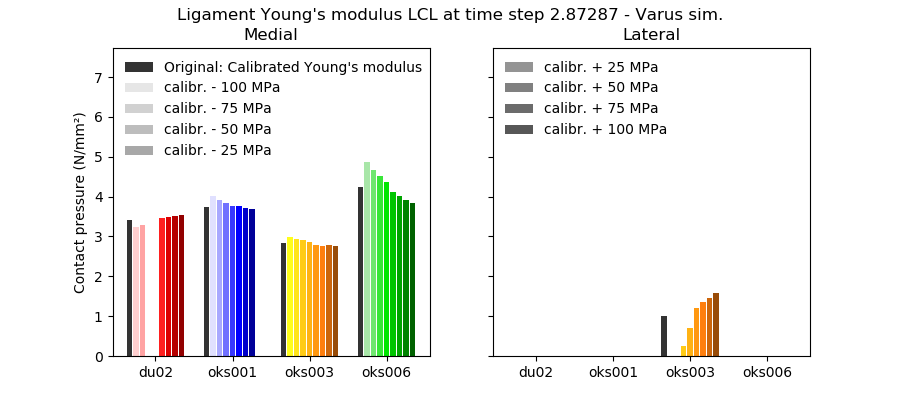 Ligament Young's modulus LCL at time step 2.87287 - Varus sim.
Medial
Lateral
Contact pressure (N/mm²)
7
6
5
4
3
2
1
0
Original: Calibrated Young's modulus
calibr. - 100 MPa
calibr. - 75 MPa
calibr. - 50 MPa
calibr. - 25 MPa
du02
oks001
oks003
oks006
calibr. + 25 MPa
calibr. + 50 MPa
calibr. + 75 MPa
calibr. + 100 MPa
du02
oks001
oks003
oks006